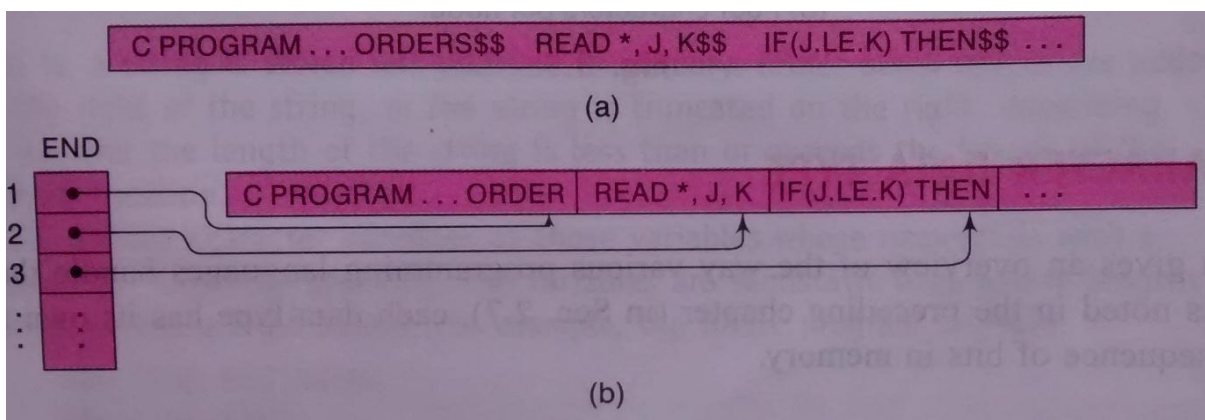 C PROGRAM . . . ORDERS$$ READ *, J, K$$ IF(J.LE.K) THEN$$ . . .
(a)
END
C PROGRAM . . . ORDER READ *, J, K IF(J.LE.K) THEN . . .
1
2
3
(b)